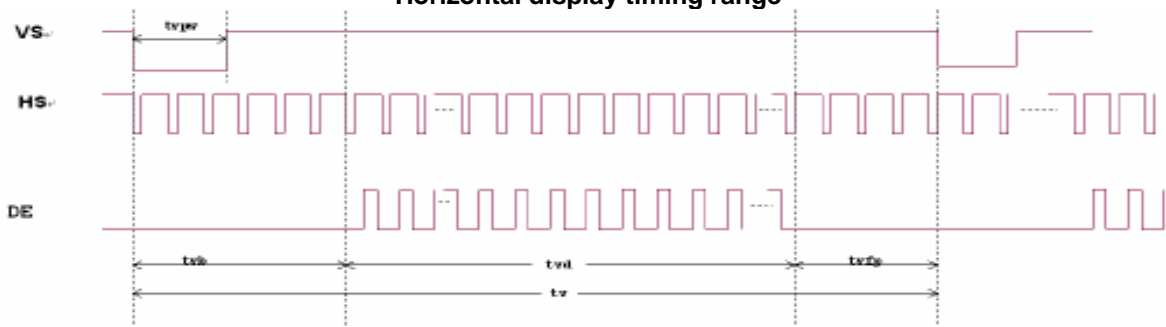 Horizontal display timing range
VS
tvpw
HS
DE
tvb
tvd
tvfp
tv